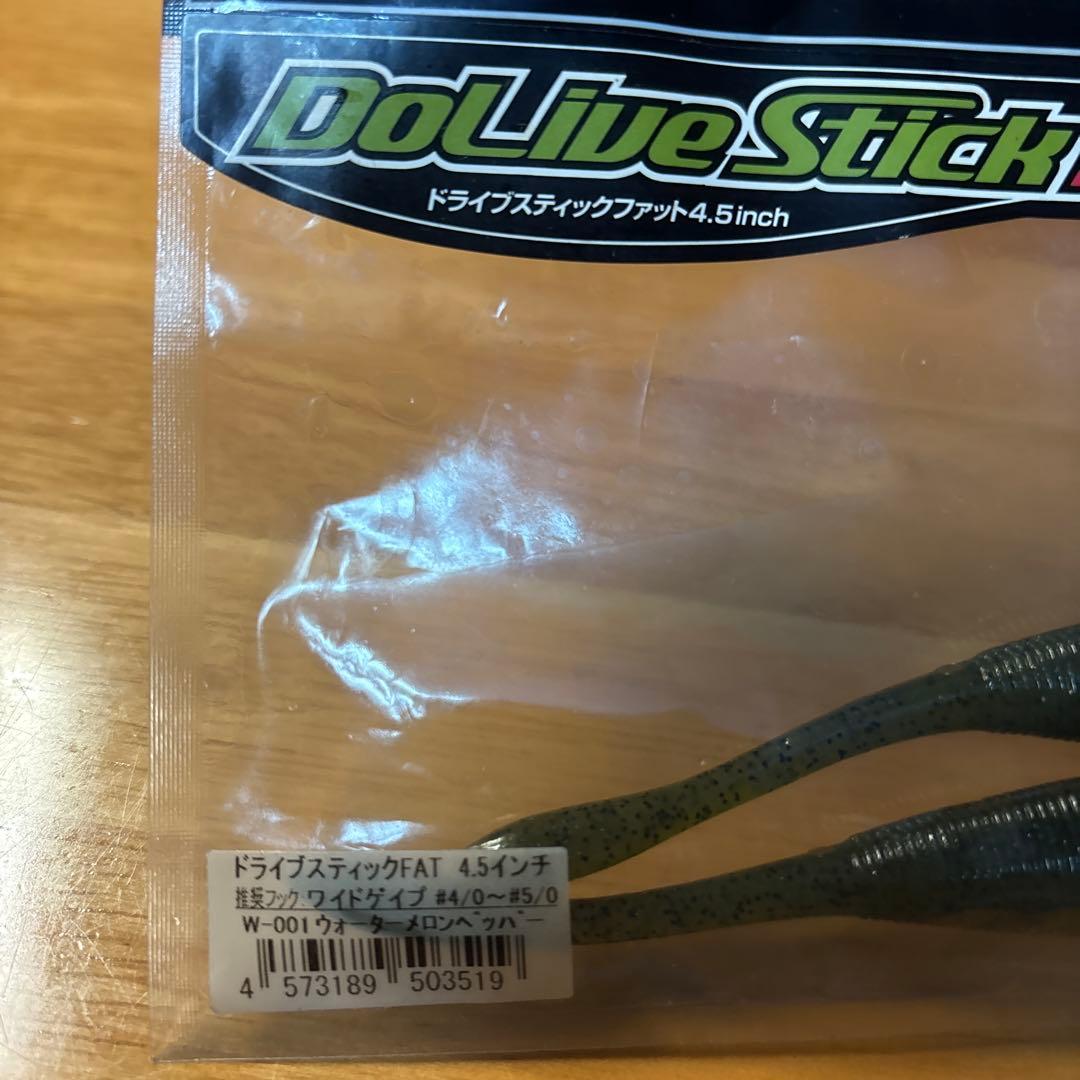 DoLive Stick
ドライブスティックファット4.5inch
ドライブスティックFAT 4.5インチ
推奨フック.ワイドゲイプ #4/0～#5/0
W-001ウォーターメロンペッパー
4 573189 503519